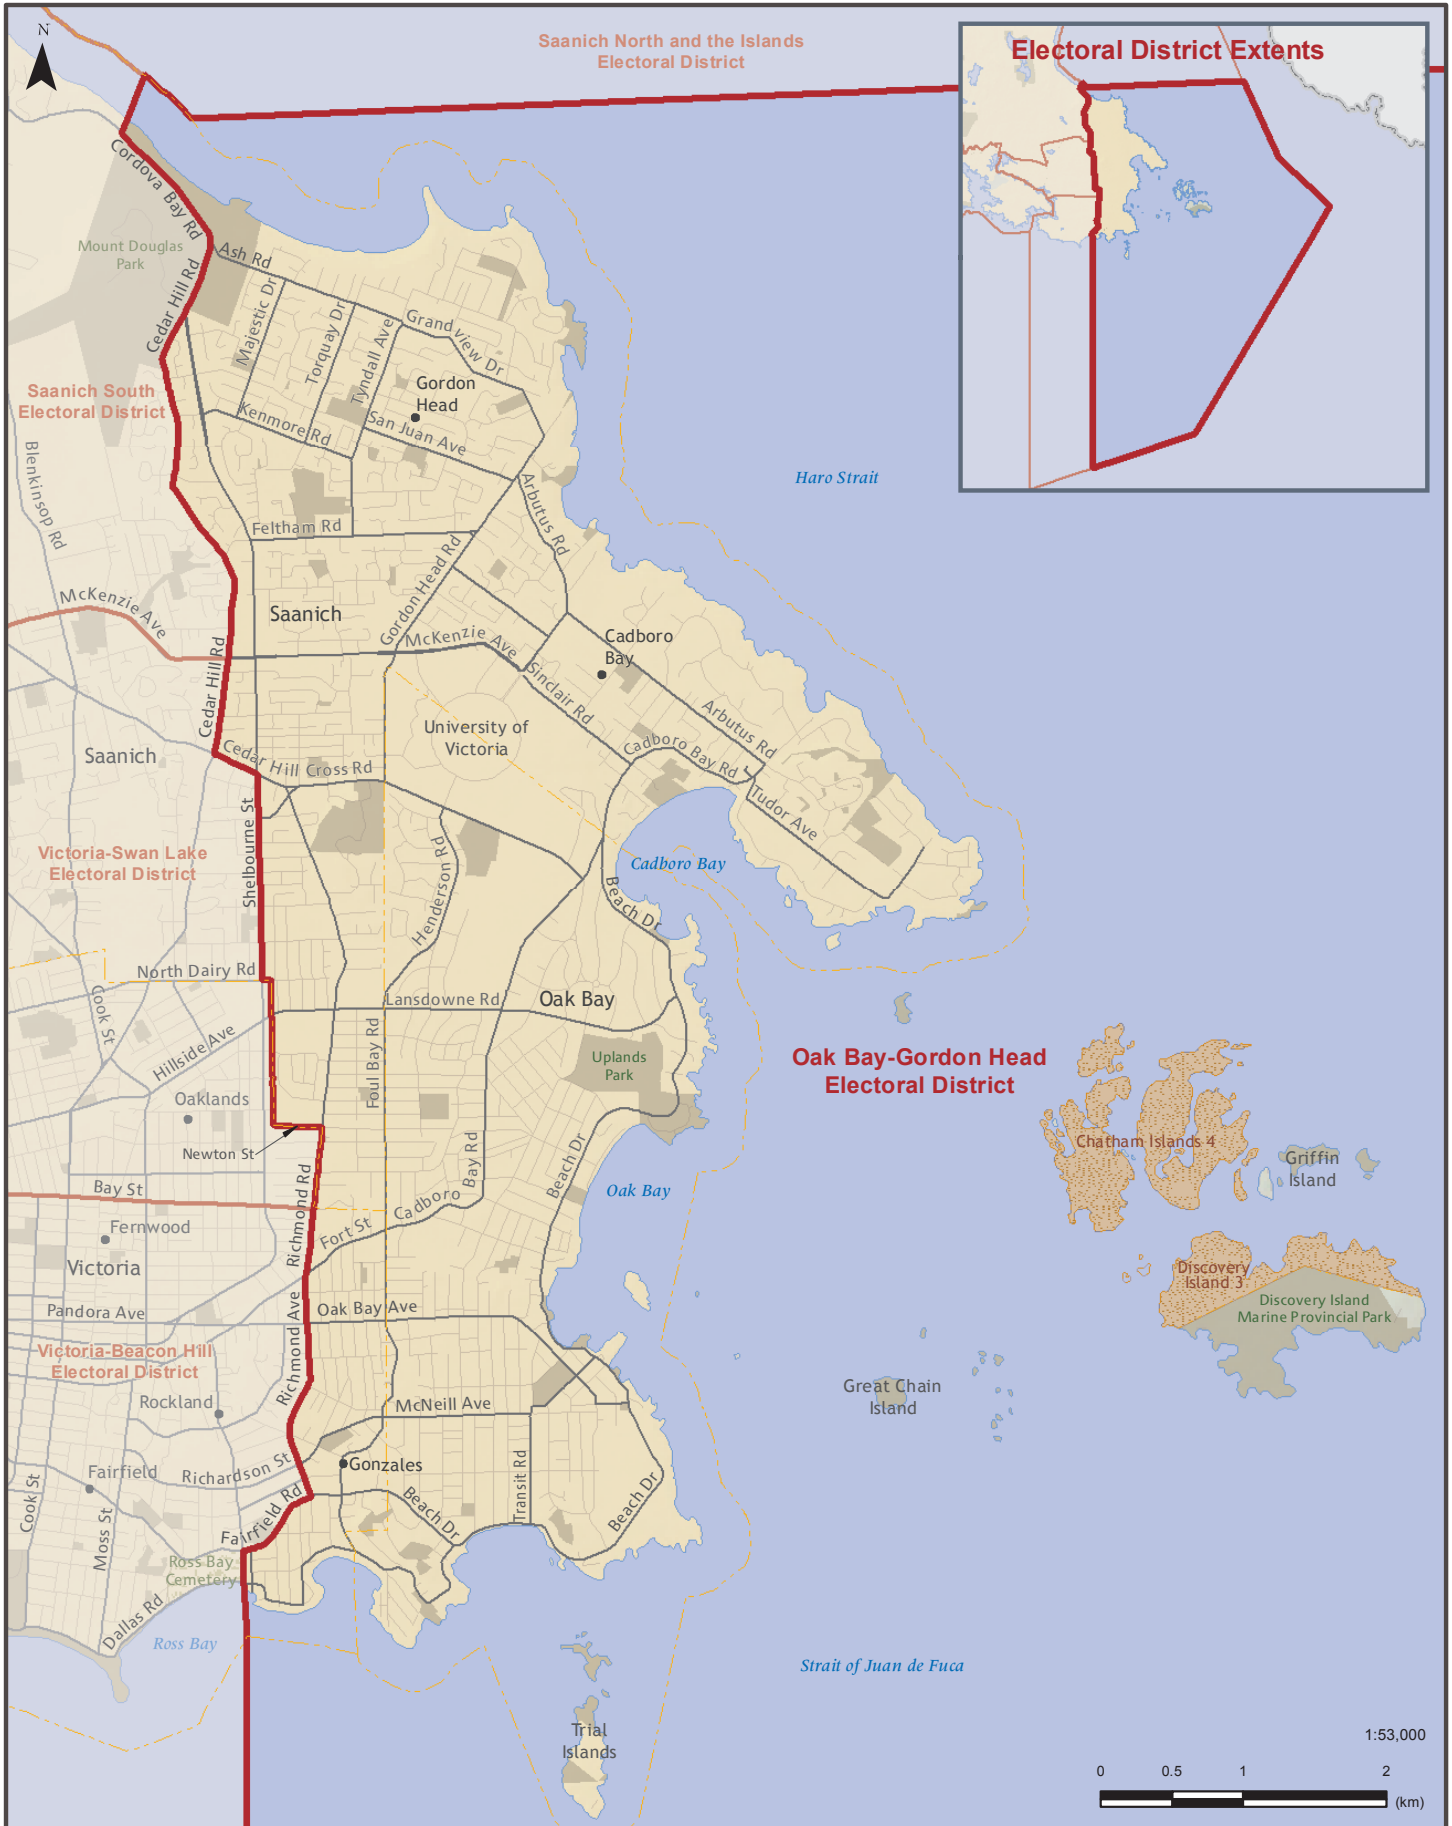 N
Saanich North and the Islands
Electoral District
Electoral District Extents
Cordova Bay Rd
Mount Douglas
Park
Ash Rd
Cedar Hill Rd
Majestic Dr
Torquay Dr
Tyndall Ave
Grand view Dr
Gordon
Head
Saanich South
Electoral District
Kenmore Rd
San Juan Ave
Blenkinsop Rd
Haro Strait
Arbutus Rd
Feltham Rd
Gordon Head Rd
McKenzie Ave
Saanich
McKenzie Ave
Cadboro
Bay
Cedar Hill Rd
Sinclair Rd
Arbutus Rd
University of
Victoria
Saanich
Cedar Hill Cross Rd
Cadboro Bay Rd
Tudor Ave
Shelbourne St
Victoria-Swan Lake
Electoral District
Henderson Rd
Cadboro Bay
Beach Dr
North Dairy Rd
Cook St
Lansdowne Rd
Oak Bay
Hillside Ave
Foul Bay Rd
Uplands
Park
Oak Bay-Gordon Head
Electoral District
Oaklands
Chatham Islands 4
Newton St
Griffin
Island
Bay St
Richmond Rd
Cadboro Bay Rd
Beach Dr
Oak Bay
Fernwood
Fort St
Victoria
Discovery
Island 3
Discovery Island
Marine Provincial Park
Pandora Ave
Oak Bay Ave
Richmond Ave
Victoria-Beacon Hill
Electoral District
Great Chain
Island
Rockland
McNeill Ave
Fairfield
Richardson St
Gonzales
Transit Rd
Cook St
Moss St
Fairfield Rd
Beach Dr
Beach Dr
Ross Bay
Cemetery
Dallas Rd
Ross Bay
Strait of Juan de Fuca
Trial
Islands
1:53,000
0 0.5 1 2
(km)